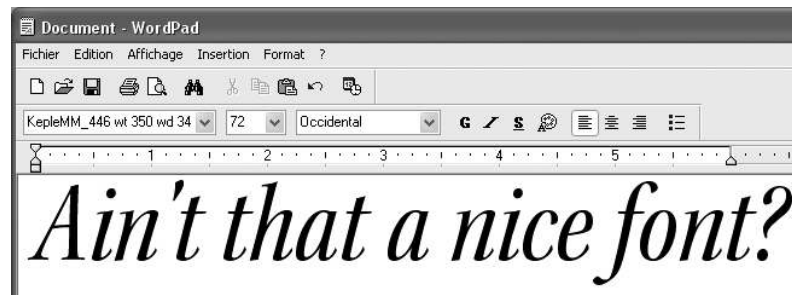 Document - WordPad
Fichier Edition Affichage Insertion Format ?
KepleMM_446 wt 350 wd 34 72 Occidental G I S
1 2 3 4 5
Ain't that a nice font?